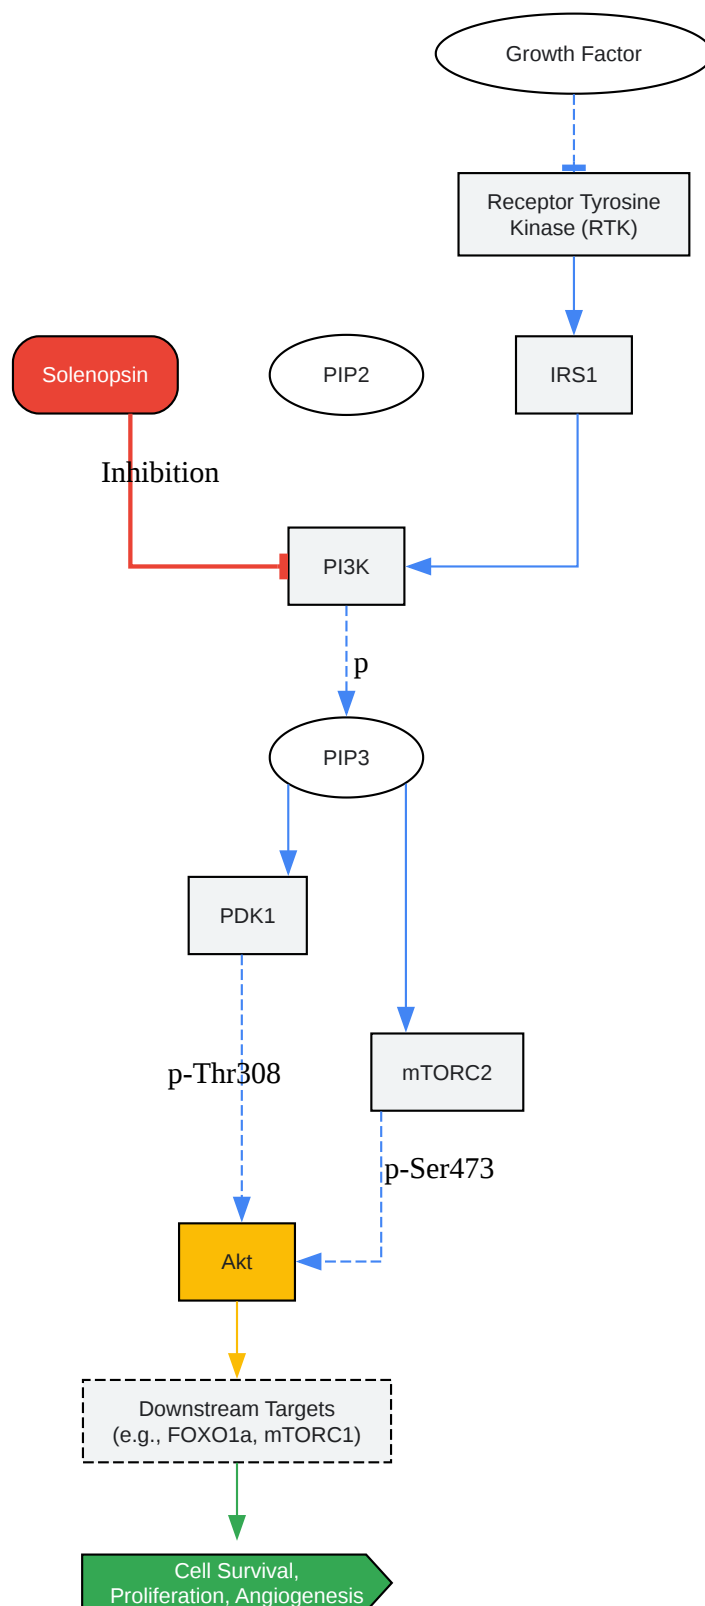 Growth Factor
Receptor Tyrosine
Kinase (RTK)
Solenopsin
PIP2
IRS1
Inhibition
PI3K
p
PIP3
PDK1
mTORC2
p-Thr308
p-Ser473
Akt
Downstream Targets
(e.g., FOXO1a, mTORC1)
Cell Survival,
Proliferation, Angiogenesis